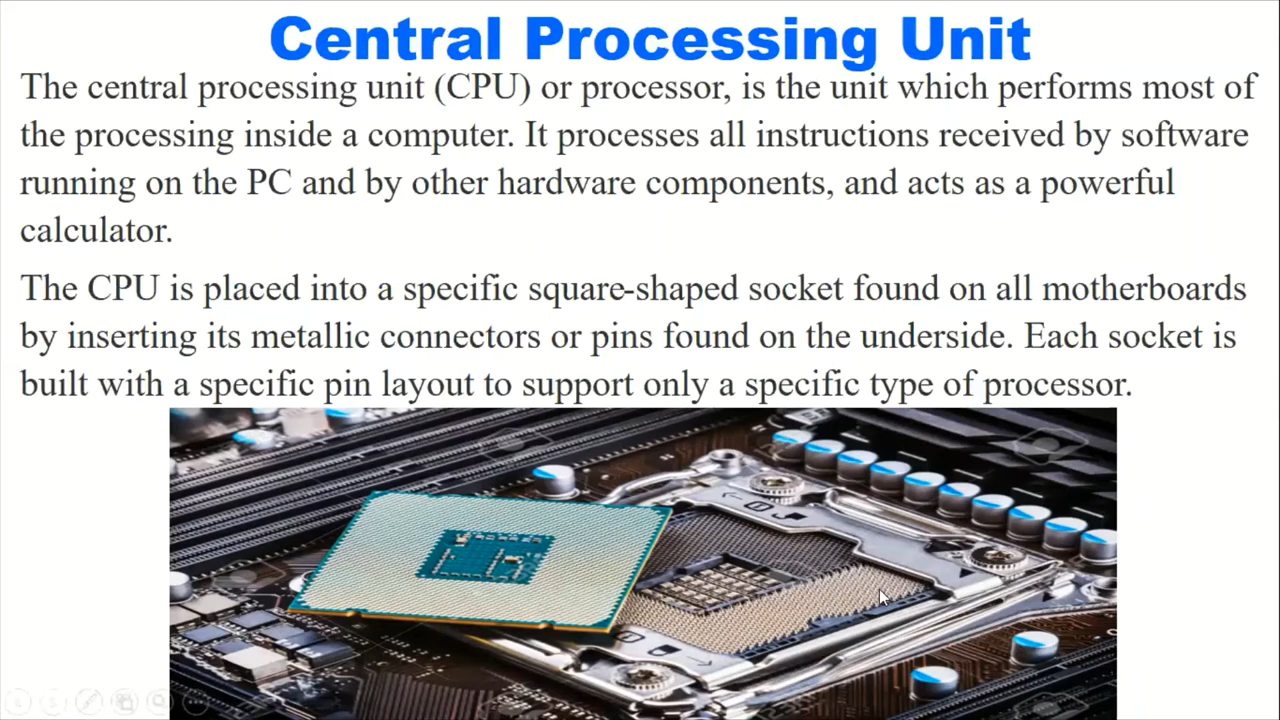 Central Processing Unit
The central processing unit (CPU) or processor, is the unit which performs most of
the processing inside a computer. It processes all instructions received by software
running on the PC and by other hardware components, and acts as a powerful
calculator.
The CPU is placed into a specific square-shaped socket found on all motherboards
by inserting its metallic connectors or pins found on the underside. Each socket is
built with a specific pin layout to support only a specific type of processor.